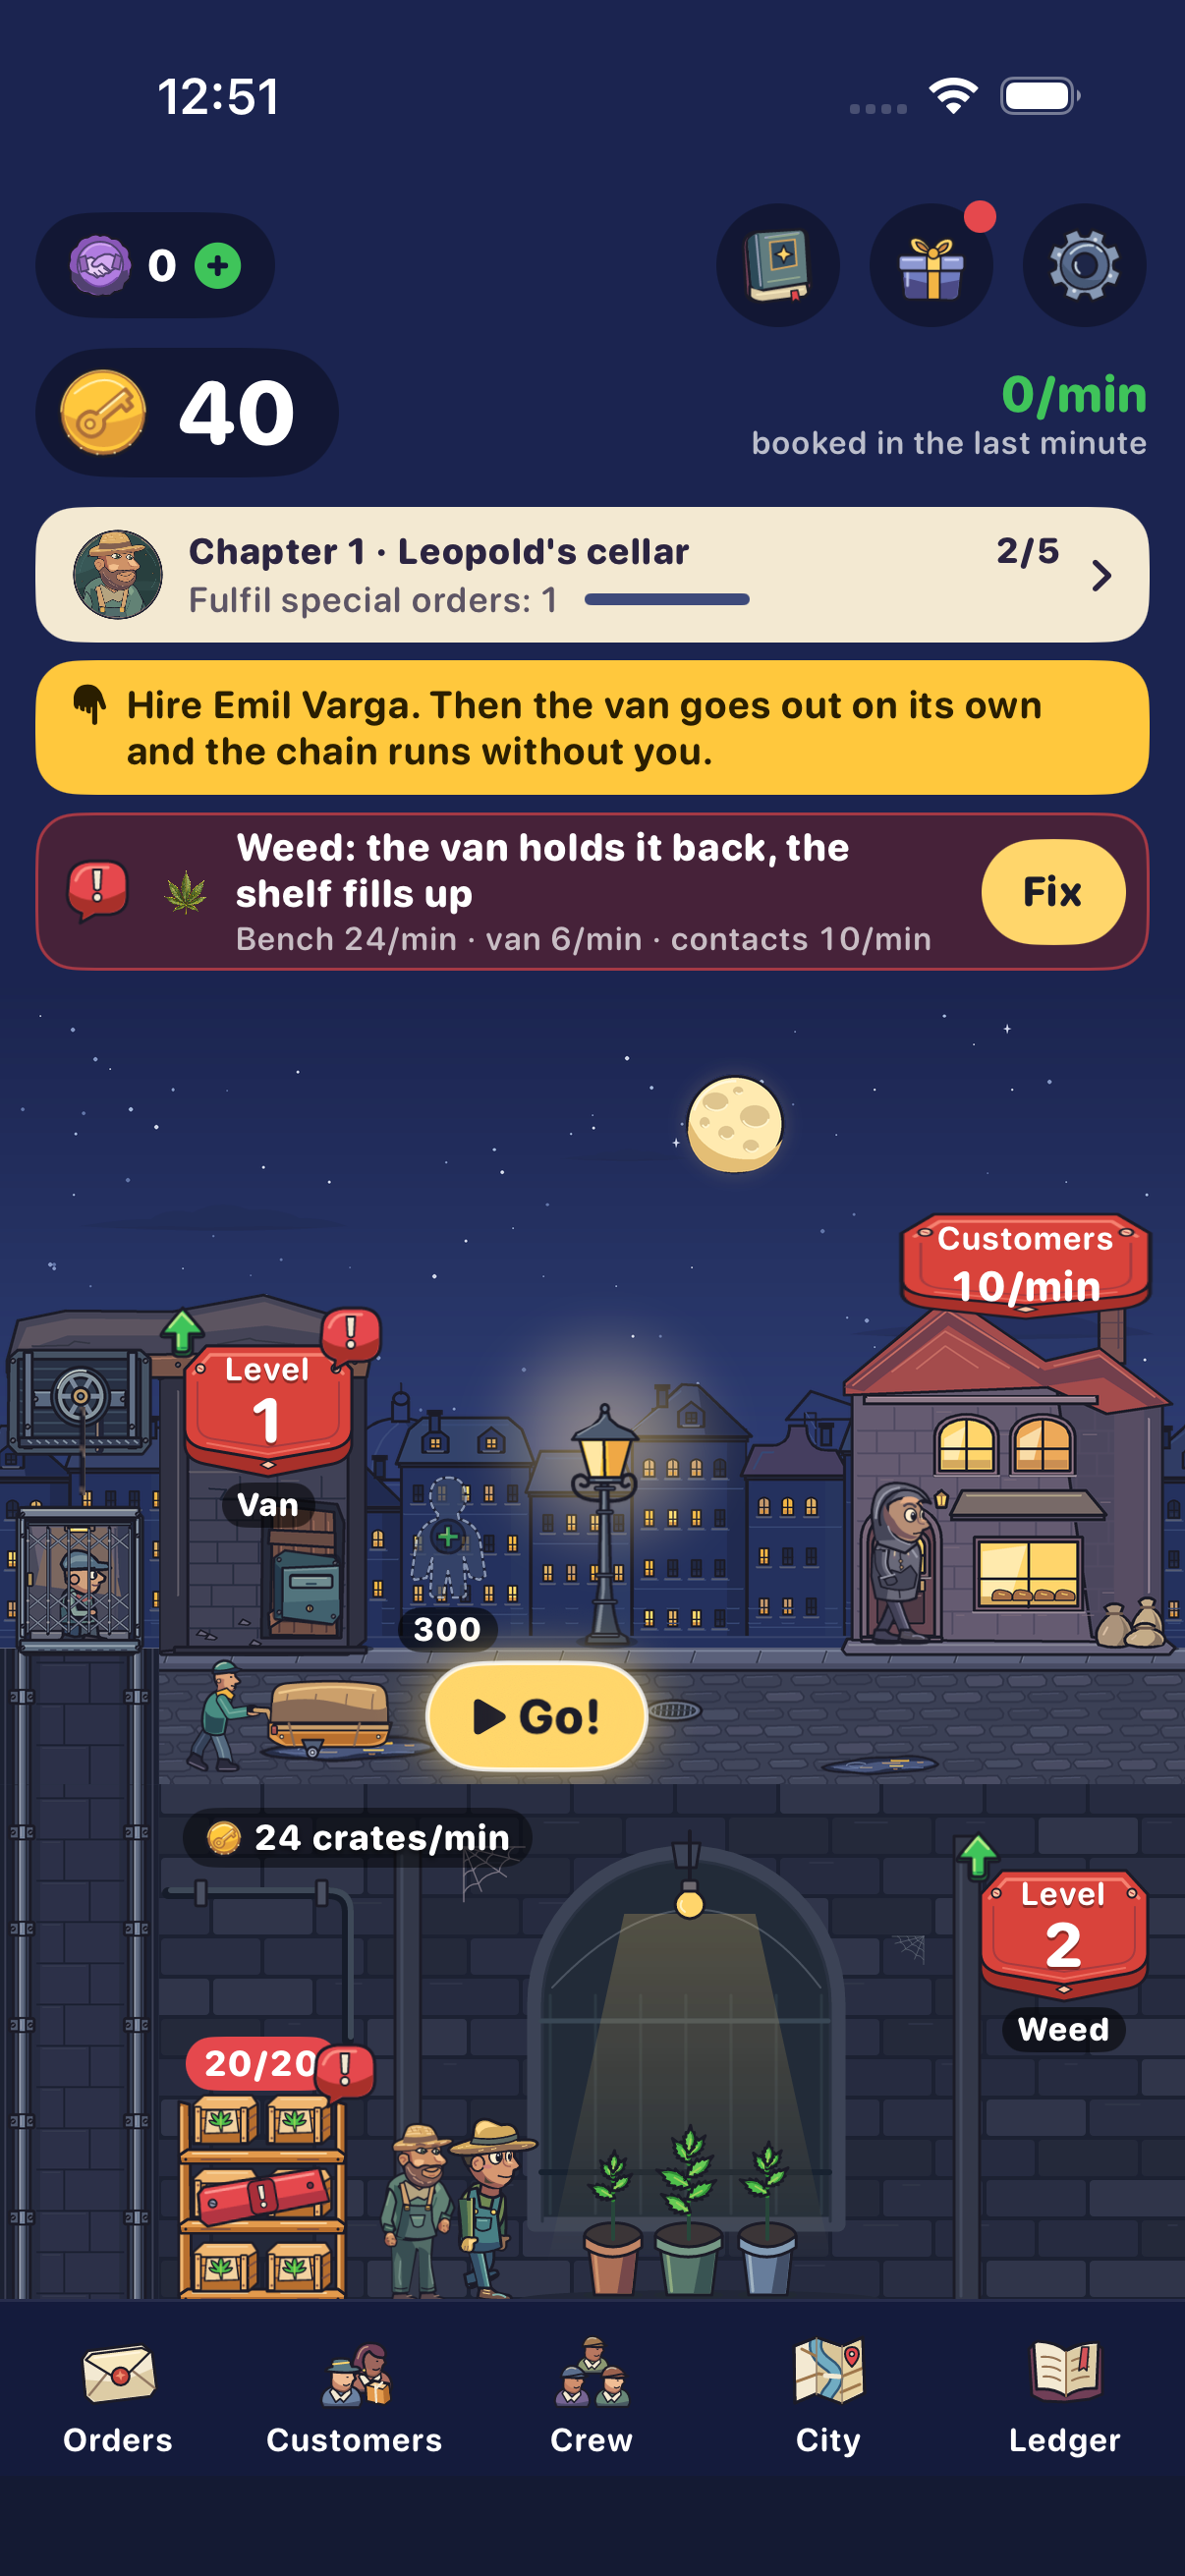 12:51
0
40
0/min
booked in the last minute
Chapter 1 · Leopold's cellar
2/5
Fulfil special orders: 1
Hire Emil Varga. Then the van goes out on its own
and the chain runs without you.
Weed: the van holds it back, the
shelf fills up
Bench 24/min · van 6/min · contacts 10/min
Fix
Customers
10/min
Level
1
Van
300
Go!
24 crates/min
Level
2
Weed
20/20
Orders
Customers
Crew
City
Ledger